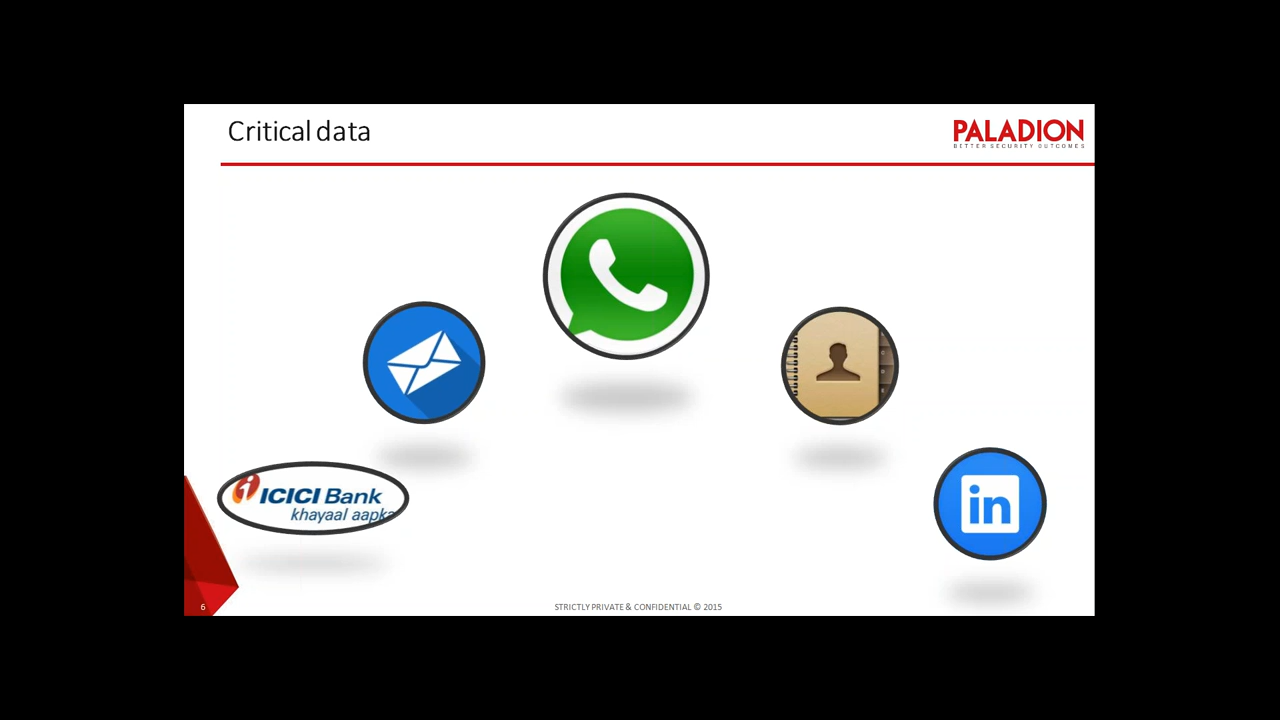 Critical data
PALADION
BETTER SECURITY OUTCOMES
ICICI Bank
khayaal aapka
in
6
STRICTLY PRIVATE & CONFIDENTIAL © 2015